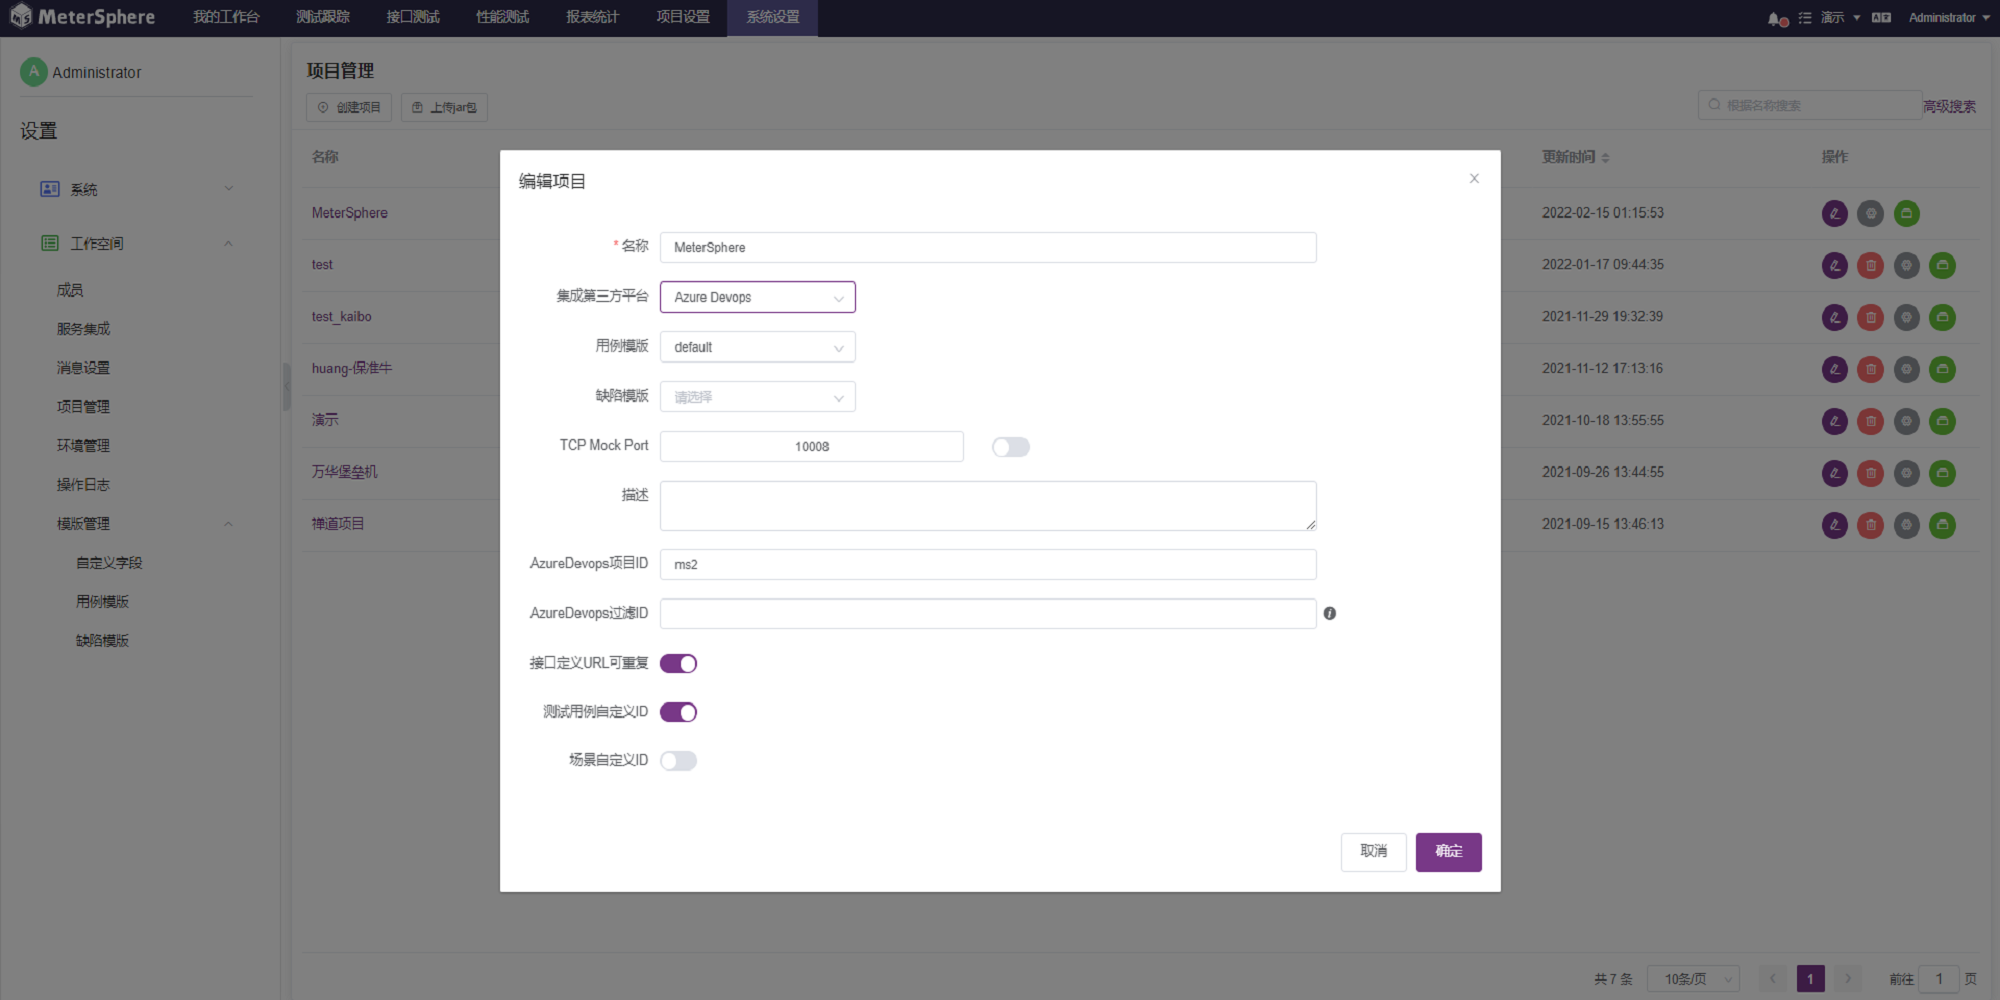 MeterSphere 我的工作台 测试跟踪 接口测试 性能测试 报表统计 项目设置 系统设置 演示 Administrator
A Administrator
设置
系统
工作空间
成员
服务集成
消息设置
项目管理
环境管理
操作日志
模版管理
自定义字段
用例模版
缺陷模版
项目管理
创建项目 上传jar包 根据名称搜索 高级搜索
名称 更新时间 操作
MeterSphere 2022-02-15 01:15:53
test 2022-01-17 09:44:35
test_kaibo 2021-11-29 19:32:39
huang-保准牛 2021-11-12 17:13:16
演示 2021-10-18 13:55:55
万华堡垒机 2021-09-26 13:44:55
禅道项目 2021-09-15 13:46:13
编辑项目
* 名称 MeterSphere
集成第三方平台 Azure Devops
用例模版 default
缺陷模版 请选择
TCP Mock Port 10008
描述
AzureDevops项目ID ms2
AzureDevops过滤ID
接口定义URL可重复
测试用例自定义ID
场景自定义ID
取消 确定
共 7 条 10条/页 1 前往 1 页